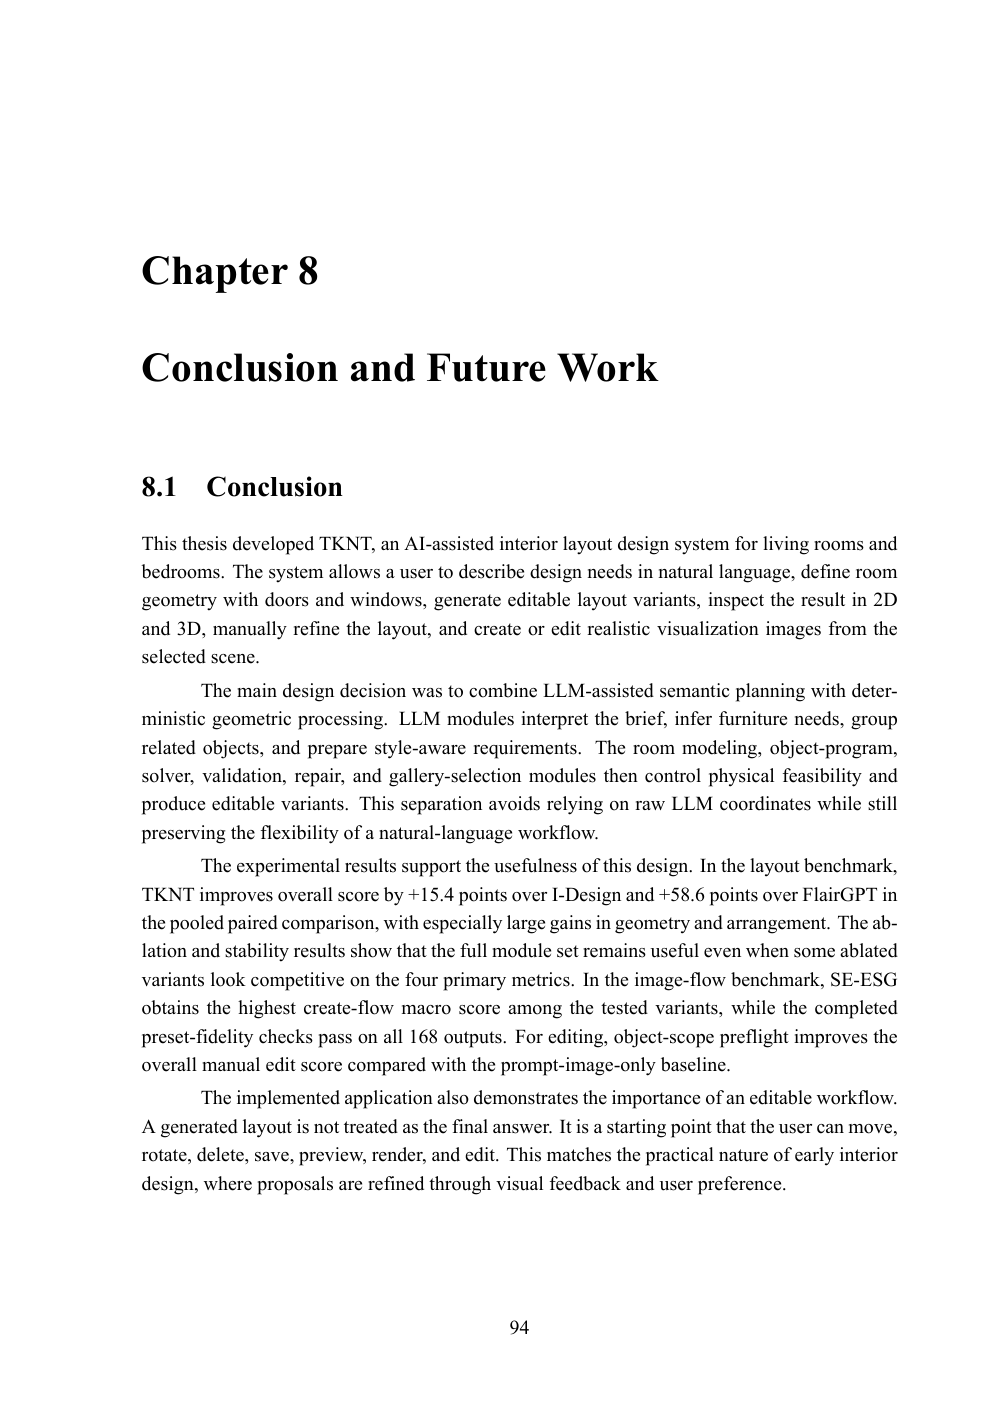 Chapter 8
Conclusion and Future Work
8.1 Conclusion
This thesis developed TKNT, an AI-assisted interior layout design system for living rooms and
bedrooms. The system allows a user to describe design needs in natural language, define room
geometry with doors and windows, generate editable layout variants, inspect the result in 2D
and 3D, manually refine the layout, and create or edit realistic visualization images from the
selected scene.
The main design decision was to combine LLM-assisted semantic planning with deter-
ministic geometric processing. LLM modules interpret the brief, infer furniture needs, group
related objects, and prepare style-aware requirements. The room modeling, object-program,
solver, validation, repair, and gallery-selection modules then control physical feasibility and
produce editable variants. This separation avoids relying on raw LLM coordinates while still
preserving the flexibility of a natural-language workflow.
The experimental results support the usefulness of this design. In the layout benchmark,
TKNT improves overall score by +15.4 points over I-Design and +58.6 points over FlairGPT in
the pooled paired comparison, with especially large gains in geometry and arrangement. The ab-
lation and stability results show that the full module set remains useful even when some ablated
variants look competitive on the four primary metrics. In the image-flow benchmark, SE-ESG
obtains the highest create-flow macro score among the tested variants, while the completed
preset-fidelity checks pass on all 168 outputs. For editing, object-scope preflight improves the
overall manual edit score compared with the prompt-image-only baseline.
The implemented application also demonstrates the importance of an editable workflow.
A generated layout is not treated as the final answer. It is a starting point that the user can move,
rotate, delete, save, preview, render, and edit. This matches the practical nature of early interior
design, where proposals are refined through visual feedback and user preference.
94